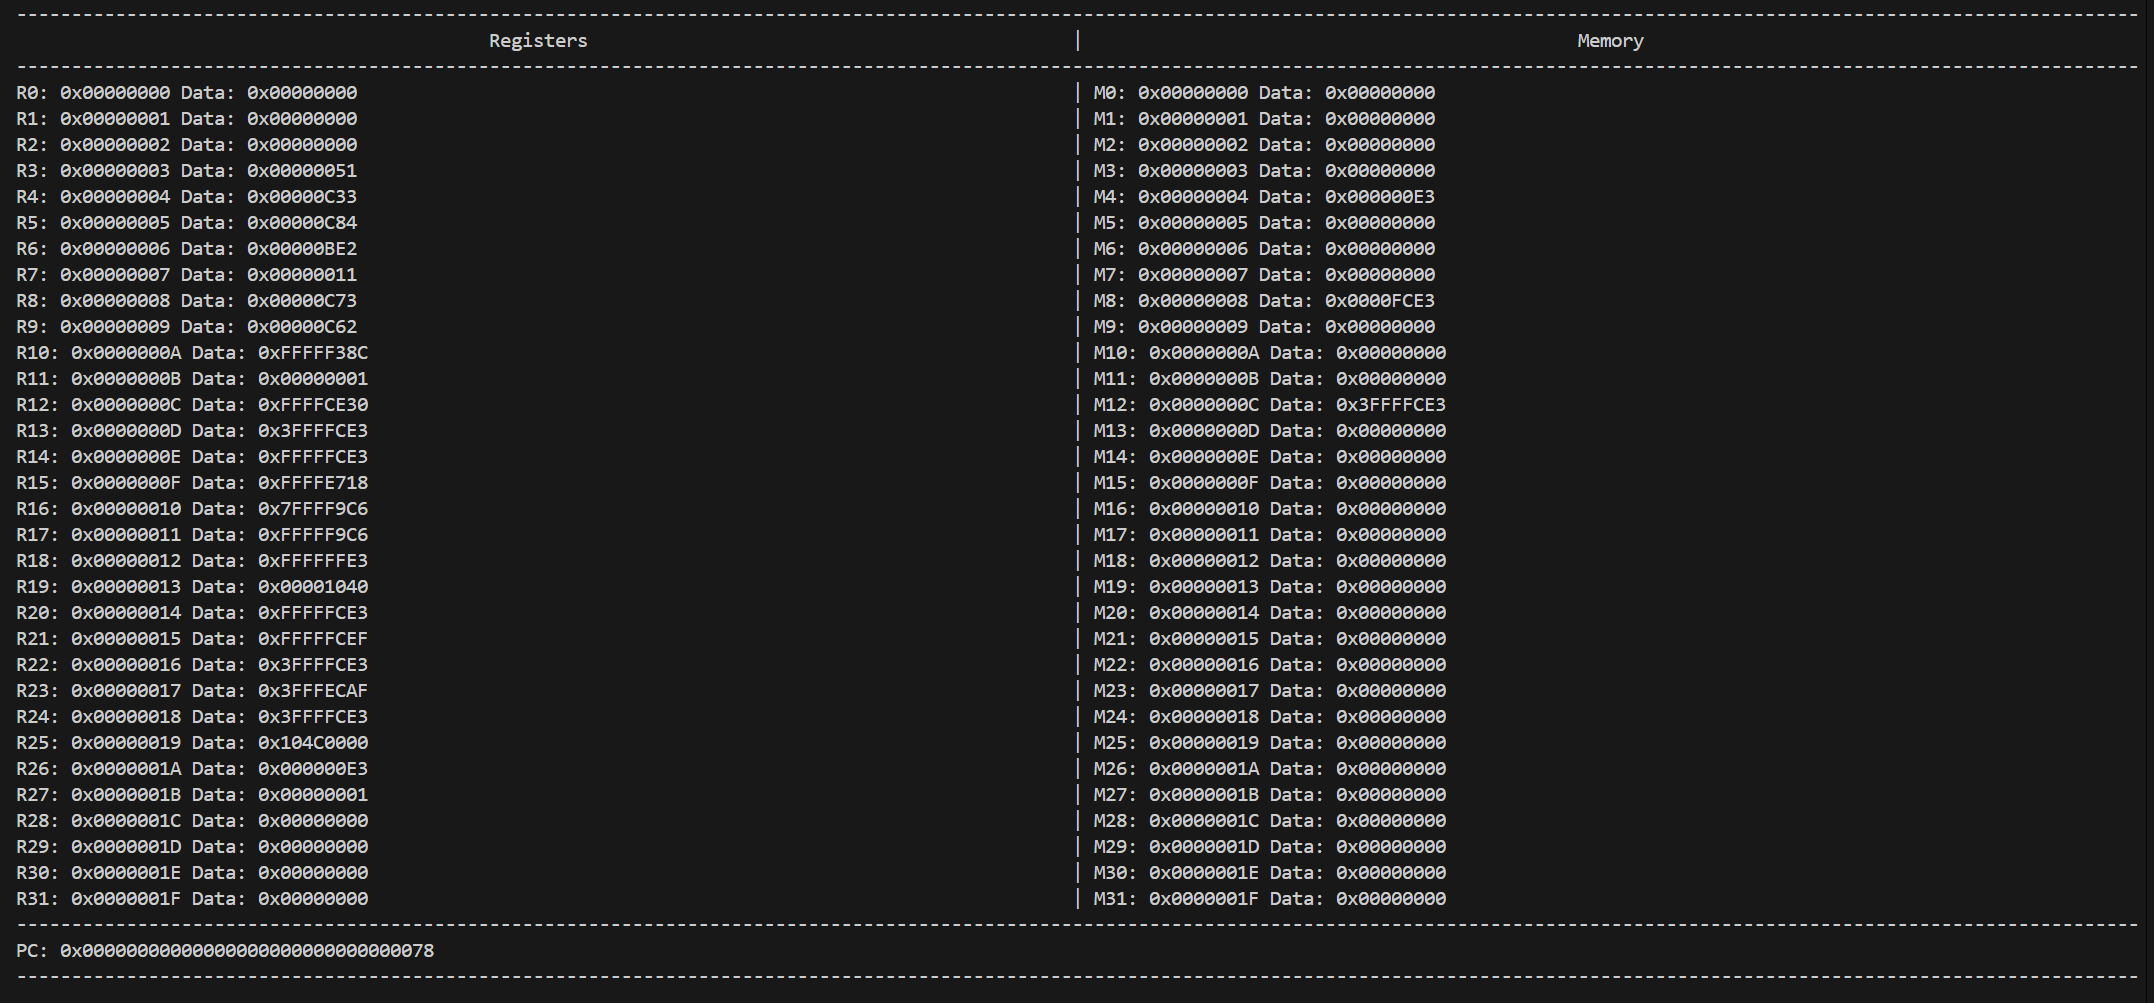 Registers | Memory
R0: 0x00000000 Data: 0x00000000 | M0: 0x00000000 Data: 0x00000000
R1: 0x00000001 Data: 0x00000000 | M1: 0x00000001 Data: 0x00000000
R2: 0x00000002 Data: 0x00000000 | M2: 0x00000002 Data: 0x00000000
R3: 0x00000003 Data: 0x00000051 | M3: 0x00000003 Data: 0x00000000
R4: 0x00000004 Data: 0x00000C33 | M4: 0x00000004 Data: 0x000000E3
R5: 0x00000005 Data: 0x00000C84 | M5: 0x00000005 Data: 0x00000000
R6: 0x00000006 Data: 0x00000BE2 | M6: 0x00000006 Data: 0x00000000
R7: 0x00000007 Data: 0x00000011 | M7: 0x00000007 Data: 0x00000000
R8: 0x00000008 Data: 0x00000C73 | M8: 0x00000008 Data: 0x0000FCE3
R9: 0x00000009 Data: 0x00000C62 | M9: 0x00000009 Data: 0x00000000
R10: 0x0000000A Data: 0xFFFFF38C | M10: 0x0000000A Data: 0x00000000
R11: 0x0000000B Data: 0x00000001 | M11: 0x0000000B Data: 0x00000000
R12: 0x0000000C Data: 0xFFFFCE30 | M12: 0x0000000C Data: 0x3FFFFCE3
R13: 0x0000000D Data: 0x3FFFFCE3 | M13: 0x0000000D Data: 0x00000000
R14: 0x0000000E Data: 0xFFFFFCE3 | M14: 0x0000000E Data: 0x00000000
R15: 0x0000000F Data: 0xFFFFE718 | M15: 0x0000000F Data: 0x00000000
R16: 0x00000010 Data: 0x7FFFF9C6 | M16: 0x00000010 Data: 0x00000000
R17: 0x00000011 Data: 0xFFFFF9C6 | M17: 0x00000011 Data: 0x00000000
R18: 0x00000012 Data: 0xFFFFFFE3 | M18: 0x00000012 Data: 0x00000000
R19: 0x00000013 Data: 0x00001040 | M19: 0x00000013 Data: 0x00000000
R20: 0x00000014 Data: 0xFFFFFCE3 | M20: 0x00000014 Data: 0x00000000
R21: 0x00000015 Data: 0xFFFFFCEF | M21: 0x00000015 Data: 0x00000000
R22: 0x00000016 Data: 0x3FFFFCE3 | M22: 0x00000016 Data: 0x00000000
R23: 0x00000017 Data: 0x3FFFECAF | M23: 0x00000017 Data: 0x00000000
R24: 0x00000018 Data: 0x3FFFFCE3 | M24: 0x00000018 Data: 0x00000000
R25: 0x00000019 Data: 0x104C0000 | M25: 0x00000019 Data: 0x00000000
R26: 0x0000001A Data: 0x000000E3 | M26: 0x0000001A Data: 0x00000000
R27: 0x0000001B Data: 0x00000001 | M27: 0x0000001B Data: 0x00000000
R28: 0x0000001C Data: 0x00000000 | M28: 0x0000001C Data: 0x00000000
R29: 0x0000001D Data: 0x00000000 | M29: 0x0000001D Data: 0x00000000
R30: 0x0000001E Data: 0x00000000 | M30: 0x0000001E Data: 0x00000000
R31: 0x0000001F Data: 0x00000000 | M31: 0x0000001F Data: 0x00000000
PC: 0x00000000000000000000000000000078